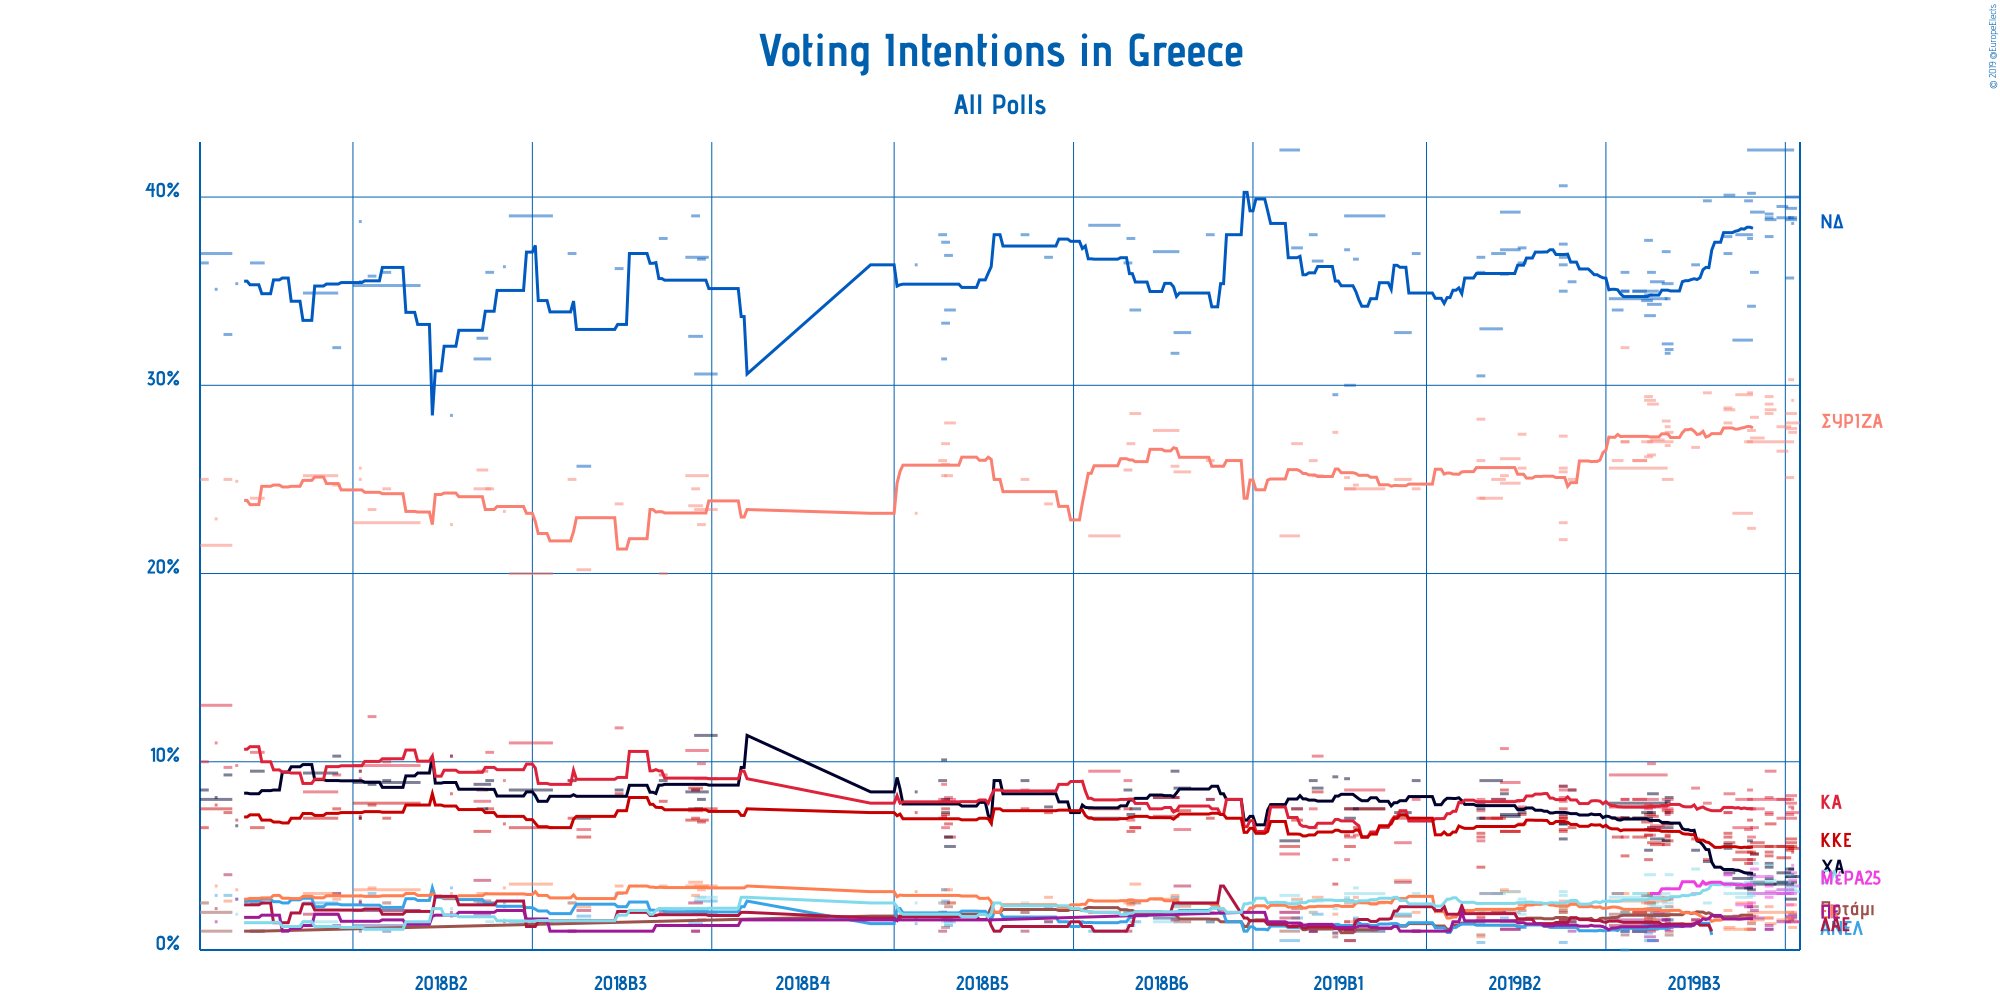 Voting Intentions in Greece
All Polls
© 2019 @EuropeElects
40%
30%
20%
10%
0%
ΝΔ
ΣΥΡΙΖΑ
ΚΑ
ΚΚΕ
ΧΑ
ΜέΡΑ25
Ποτάμι
ΛΑΕ
ΑΝΕΛ
2018B2
2018B3
2018B4
2018B5
2018B6
2019B1
2019B2
2019B3